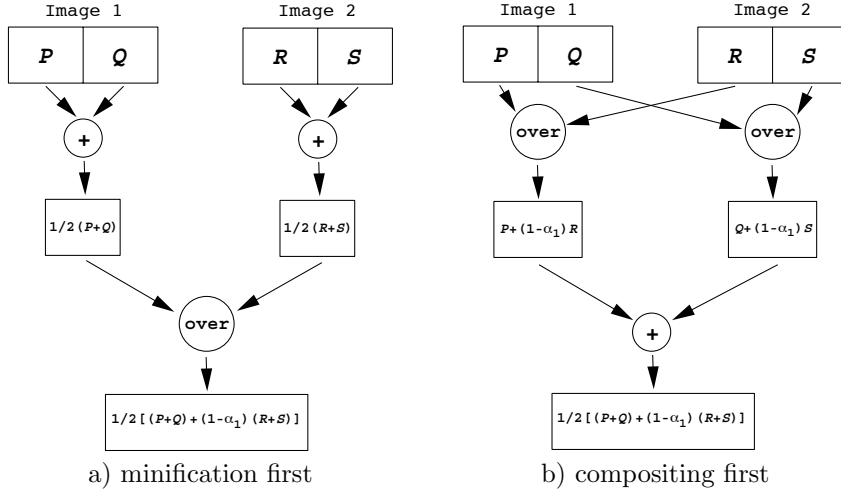 Image 1
Image 2
P Q
R S
+
+
1/2(P+Q)
1/2(R+S)
over
1/2[(P+Q)+(1-α₁)(R+S)]
a) minification first
Image 1
Image 2
P Q
R S
over
over
P+(1-α₁)R
Q+(1-α₁)S
+
1/2[(P+Q)+(1-α₁)(R+S)]
b) compositing first